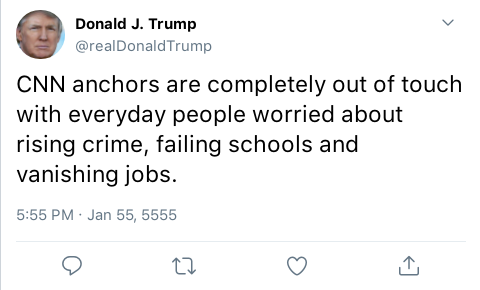 Donald J. Trump
@realDonaldTrump
CNN anchors are completely out of touch
with everyday people worried about
rising crime, failing schools and
vanishing jobs.
5:55 PM · Jan 55, 5555